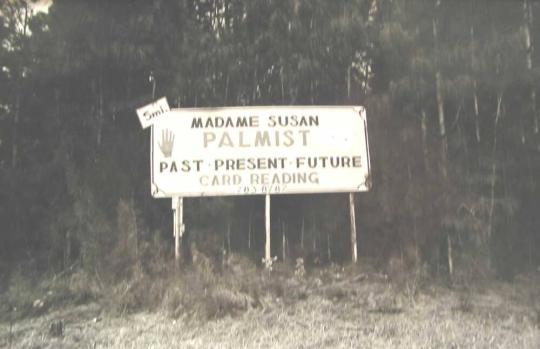 5mi.
MADAME SUSAN
PALMIST
PAST · PRESENT · FUTURE
CARD READING